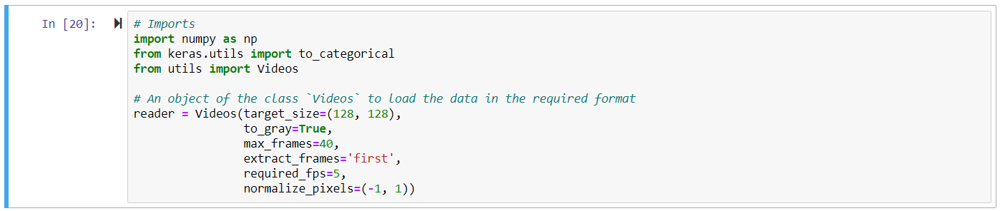 In [20]:
# Imports
import numpy as np
from keras.utils import to_categorical
from utils import Videos
# An object of the class `Videos` to load the data in the required format
reader = Videos(target_size=(128, 128),
to_gray=True,
max_frames=40,
extract_frames='first',
required_fps=5,
normalize_pixels=(-1, 1))